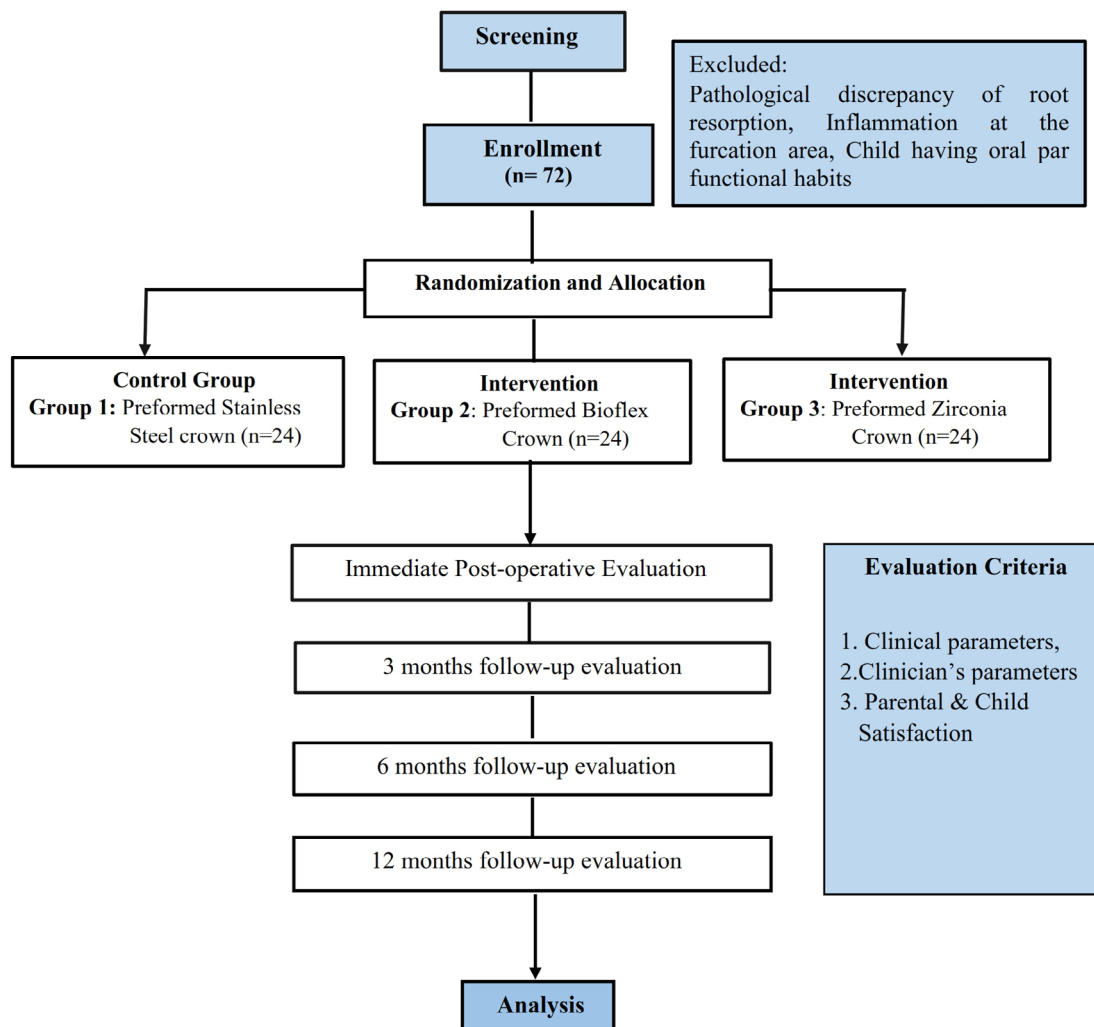 Screening
Excluded:
Pathological discrepancy of root
resorption, Inflammation at the
furcation area, Child having oral par
functional habits
Enrollment
(n= 72)
Randomization and Allocation
Control Group
Group 1: Preformed Stainless
Steel crown (n=24)
Intervention
Group 2: Preformed Bioflex
Crown (n=24)
Intervention
Group 3: Preformed Zirconia
Crown (n=24)
Immediate Post-operative Evaluation
3 months follow-up evaluation
6 months follow-up evaluation
12 months follow-up evaluation
Evaluation Criteria
1. Clinical parameters,
2.Clinician's parameters
3. Parental & Child
Satisfaction
Analysis